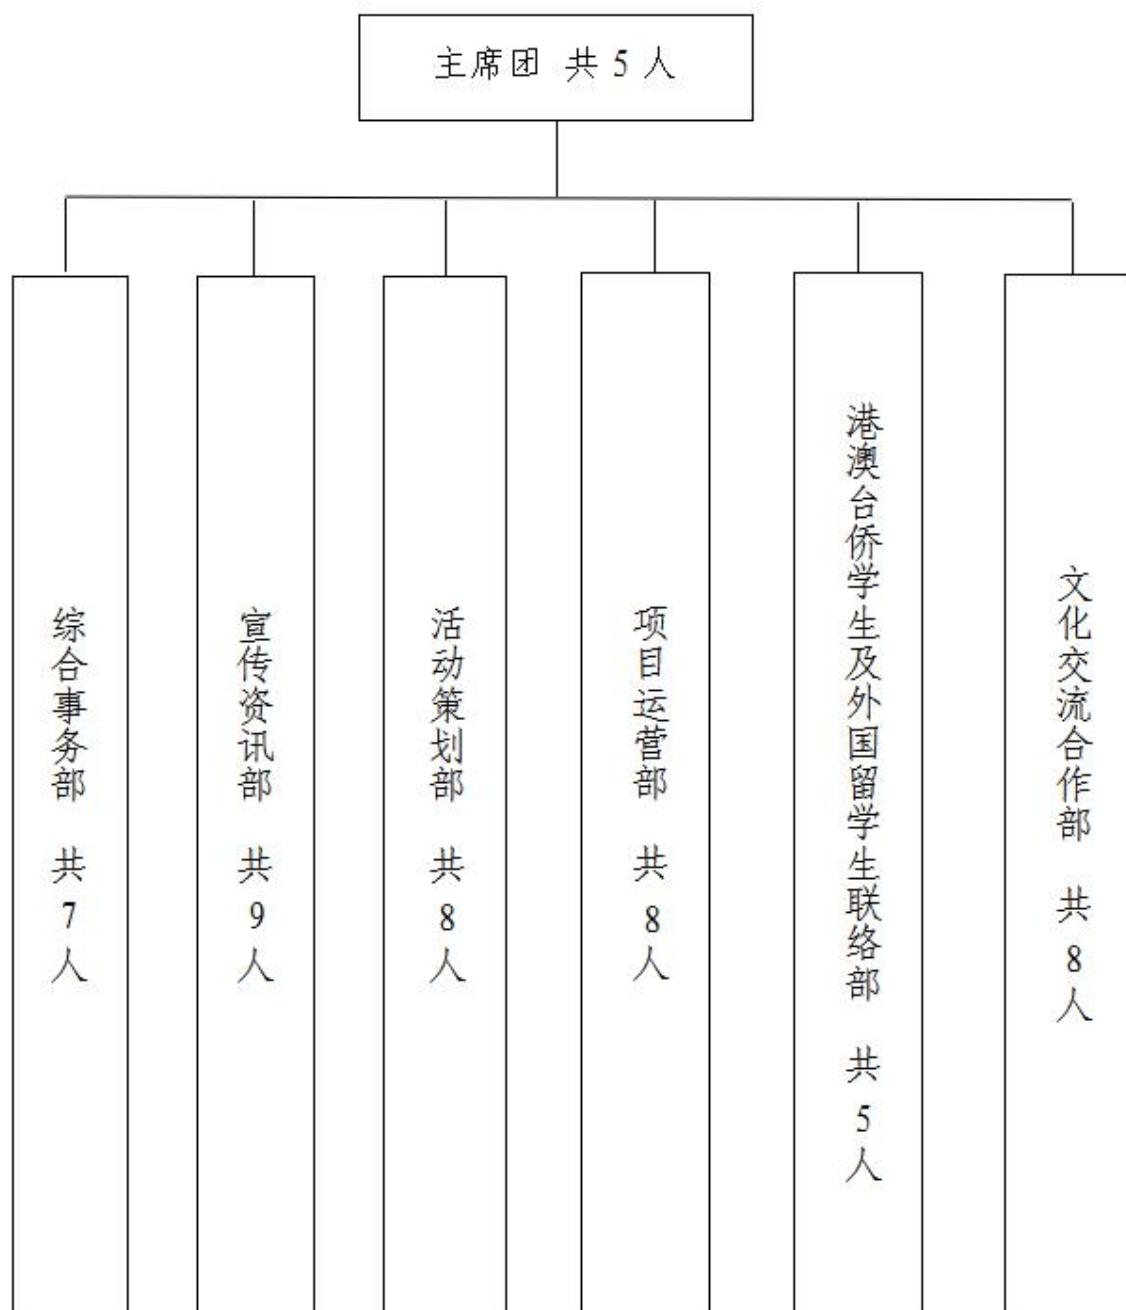 主席团 共 5 人
综合事务部 共 7 人
宣传资讯部 共 9 人
活动策划部 共 8 人
项目运营部 共 8 人
港澳台侨学生及外国留学生联络部 共 5 人
文化交流合作部 共 8 人